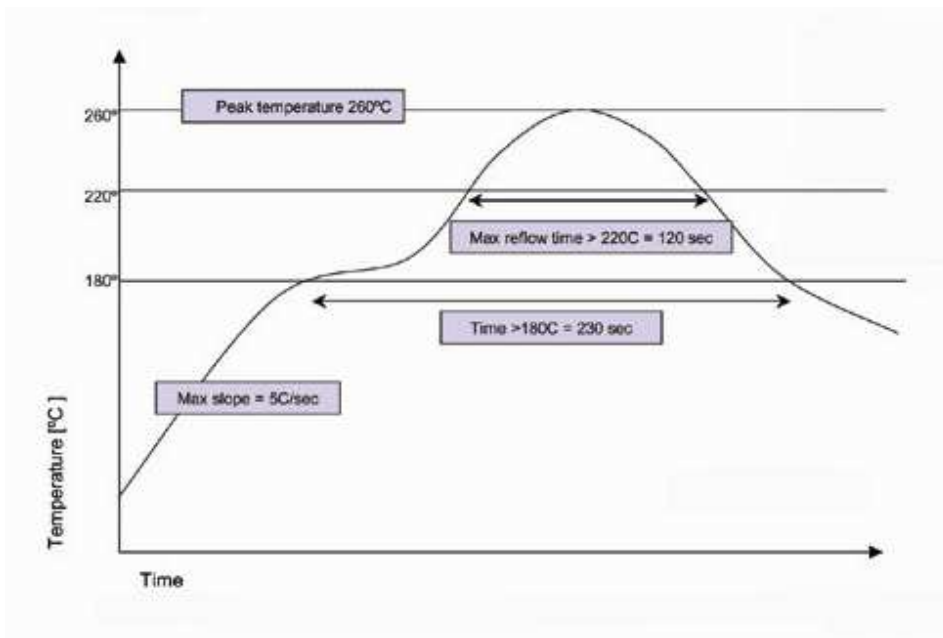 Peak temperature 260ºC
260º
220º
Max reflow time > 220C = 120 sec
180º
Time >180C = 230 sec
Max slope = 5C/sec
Temperature [ºC ]
Time